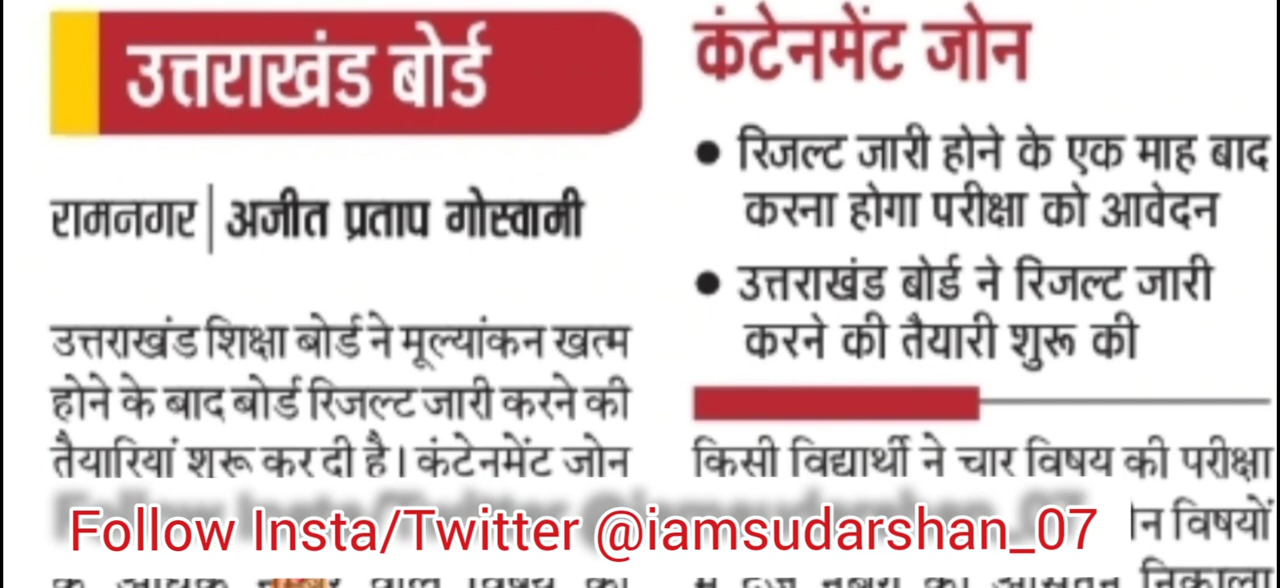 उत्तराखंड बोर्ड
रामनगर | अजीत प्रताप गोस्वामी
उत्तराखंड शिक्षा बोर्ड ने मूल्यांकन खत्म
होने के बाद बोर्ड रिजल्ट जारी करने की
तैयारियां शुरू कर दी है। कंटेनमेंट जोन
कंटेनमेंट जोन
● रिजल्ट जारी होने के एक माह बाद
करना होगा परीक्षा को आवेदन
● उत्तराखंड बोर्ड ने रिजल्ट जारी
करने की तैयारी शुरू की
किसी विद्यार्थी ने चार विषय की परीक्षा
विषयों
Follow Insta/Twitter @iamsudarshan_07